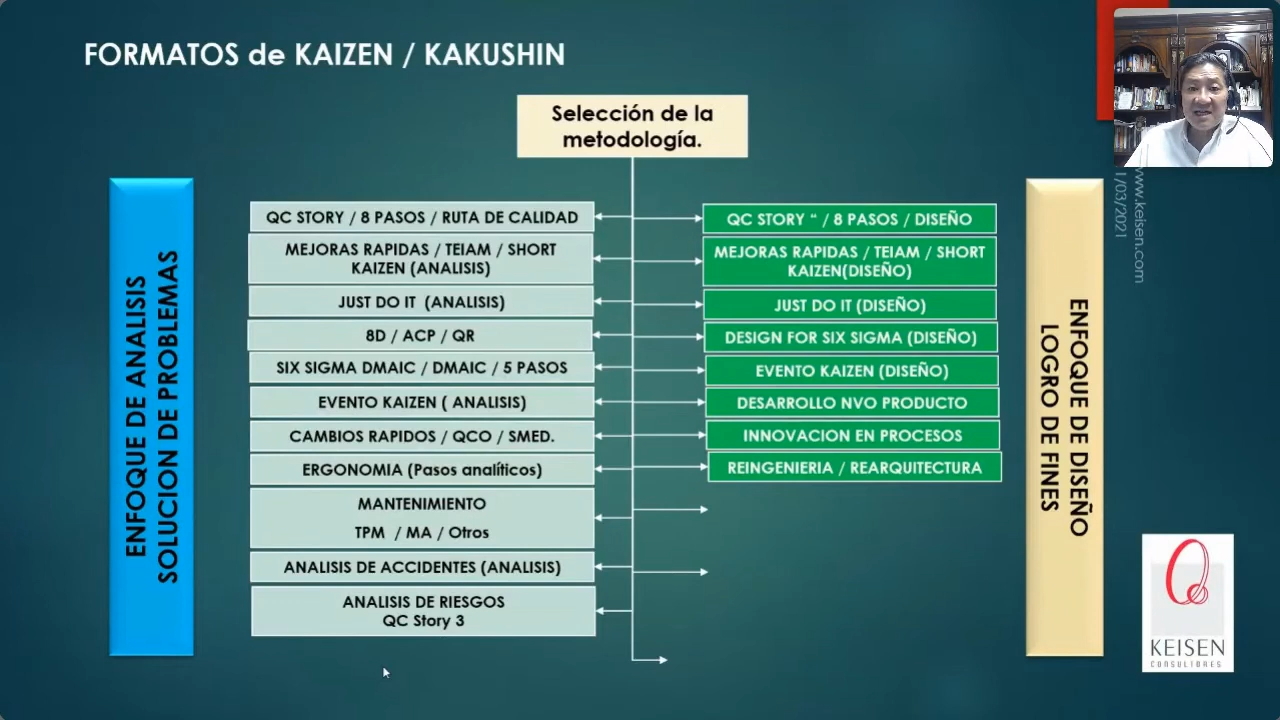 FORMATOS de KAIZEN / KAKUSHIN
Selección de la
metodología.
ENFOQUE DE ANALISIS
SOLUCION DE PROBLEMAS
QC STORY / 8 PASOS / RUTA DE CALIDAD
MEJORAS RAPIDAS / TEIAM / SHORT
KAIZEN (ANALISIS)
JUST DO IT (ANALISIS)
8D / ACP / QR
SIX SIGMA DMAIC / DMAIC / 5 PASOS
EVENTO KAIZEN ( ANALISIS)
CAMBIOS RAPIDOS / QCO / SMED.
ERGONOMIA (Pasos analíticos)
MANTENIMIENTO
TPM / MA / Otros
ANALISIS DE ACCIDENTES (ANALISIS)
ANALISIS DE RIESGOS
QC Story 3
QC STORY “ / 8 PASOS / DISEÑO
MEJORAS RAPIDAS / TEIAM / SHORT
KAIZEN(DISEÑO)
JUST DO IT (DISEÑO)
DESIGN FOR SIX SIGMA (DISEÑO)
EVENTO KAIZEN (DISEÑO)
DESARROLLO NVO PRODUCTO
INNOVACION EN PROCESOS
REINGENIERIA / REARQUITECTURA
ENFOQUE DE DISEÑO
LOGRO DE FINES
www.keisen.com
1/03/2021
KEISEN
CONSULTORES